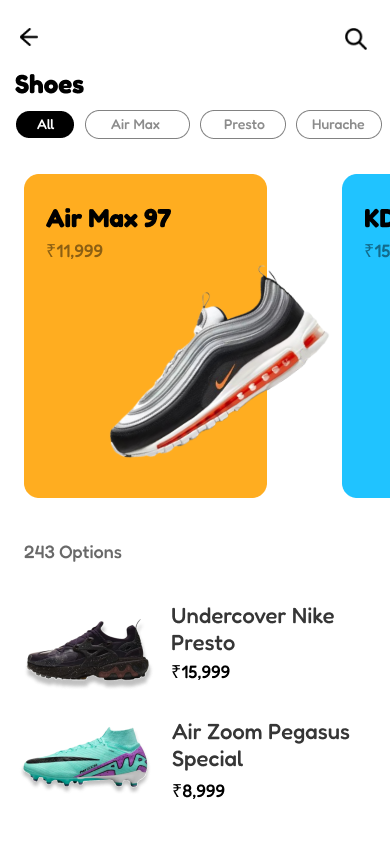 Shoes
All
Air Max
Presto
Hurache
Air Max 97
₹11,999
KD
₹15
243 Options
Undercover Nike
Presto
₹15,999
Air Zoom Pegasus
Special
₹8,999